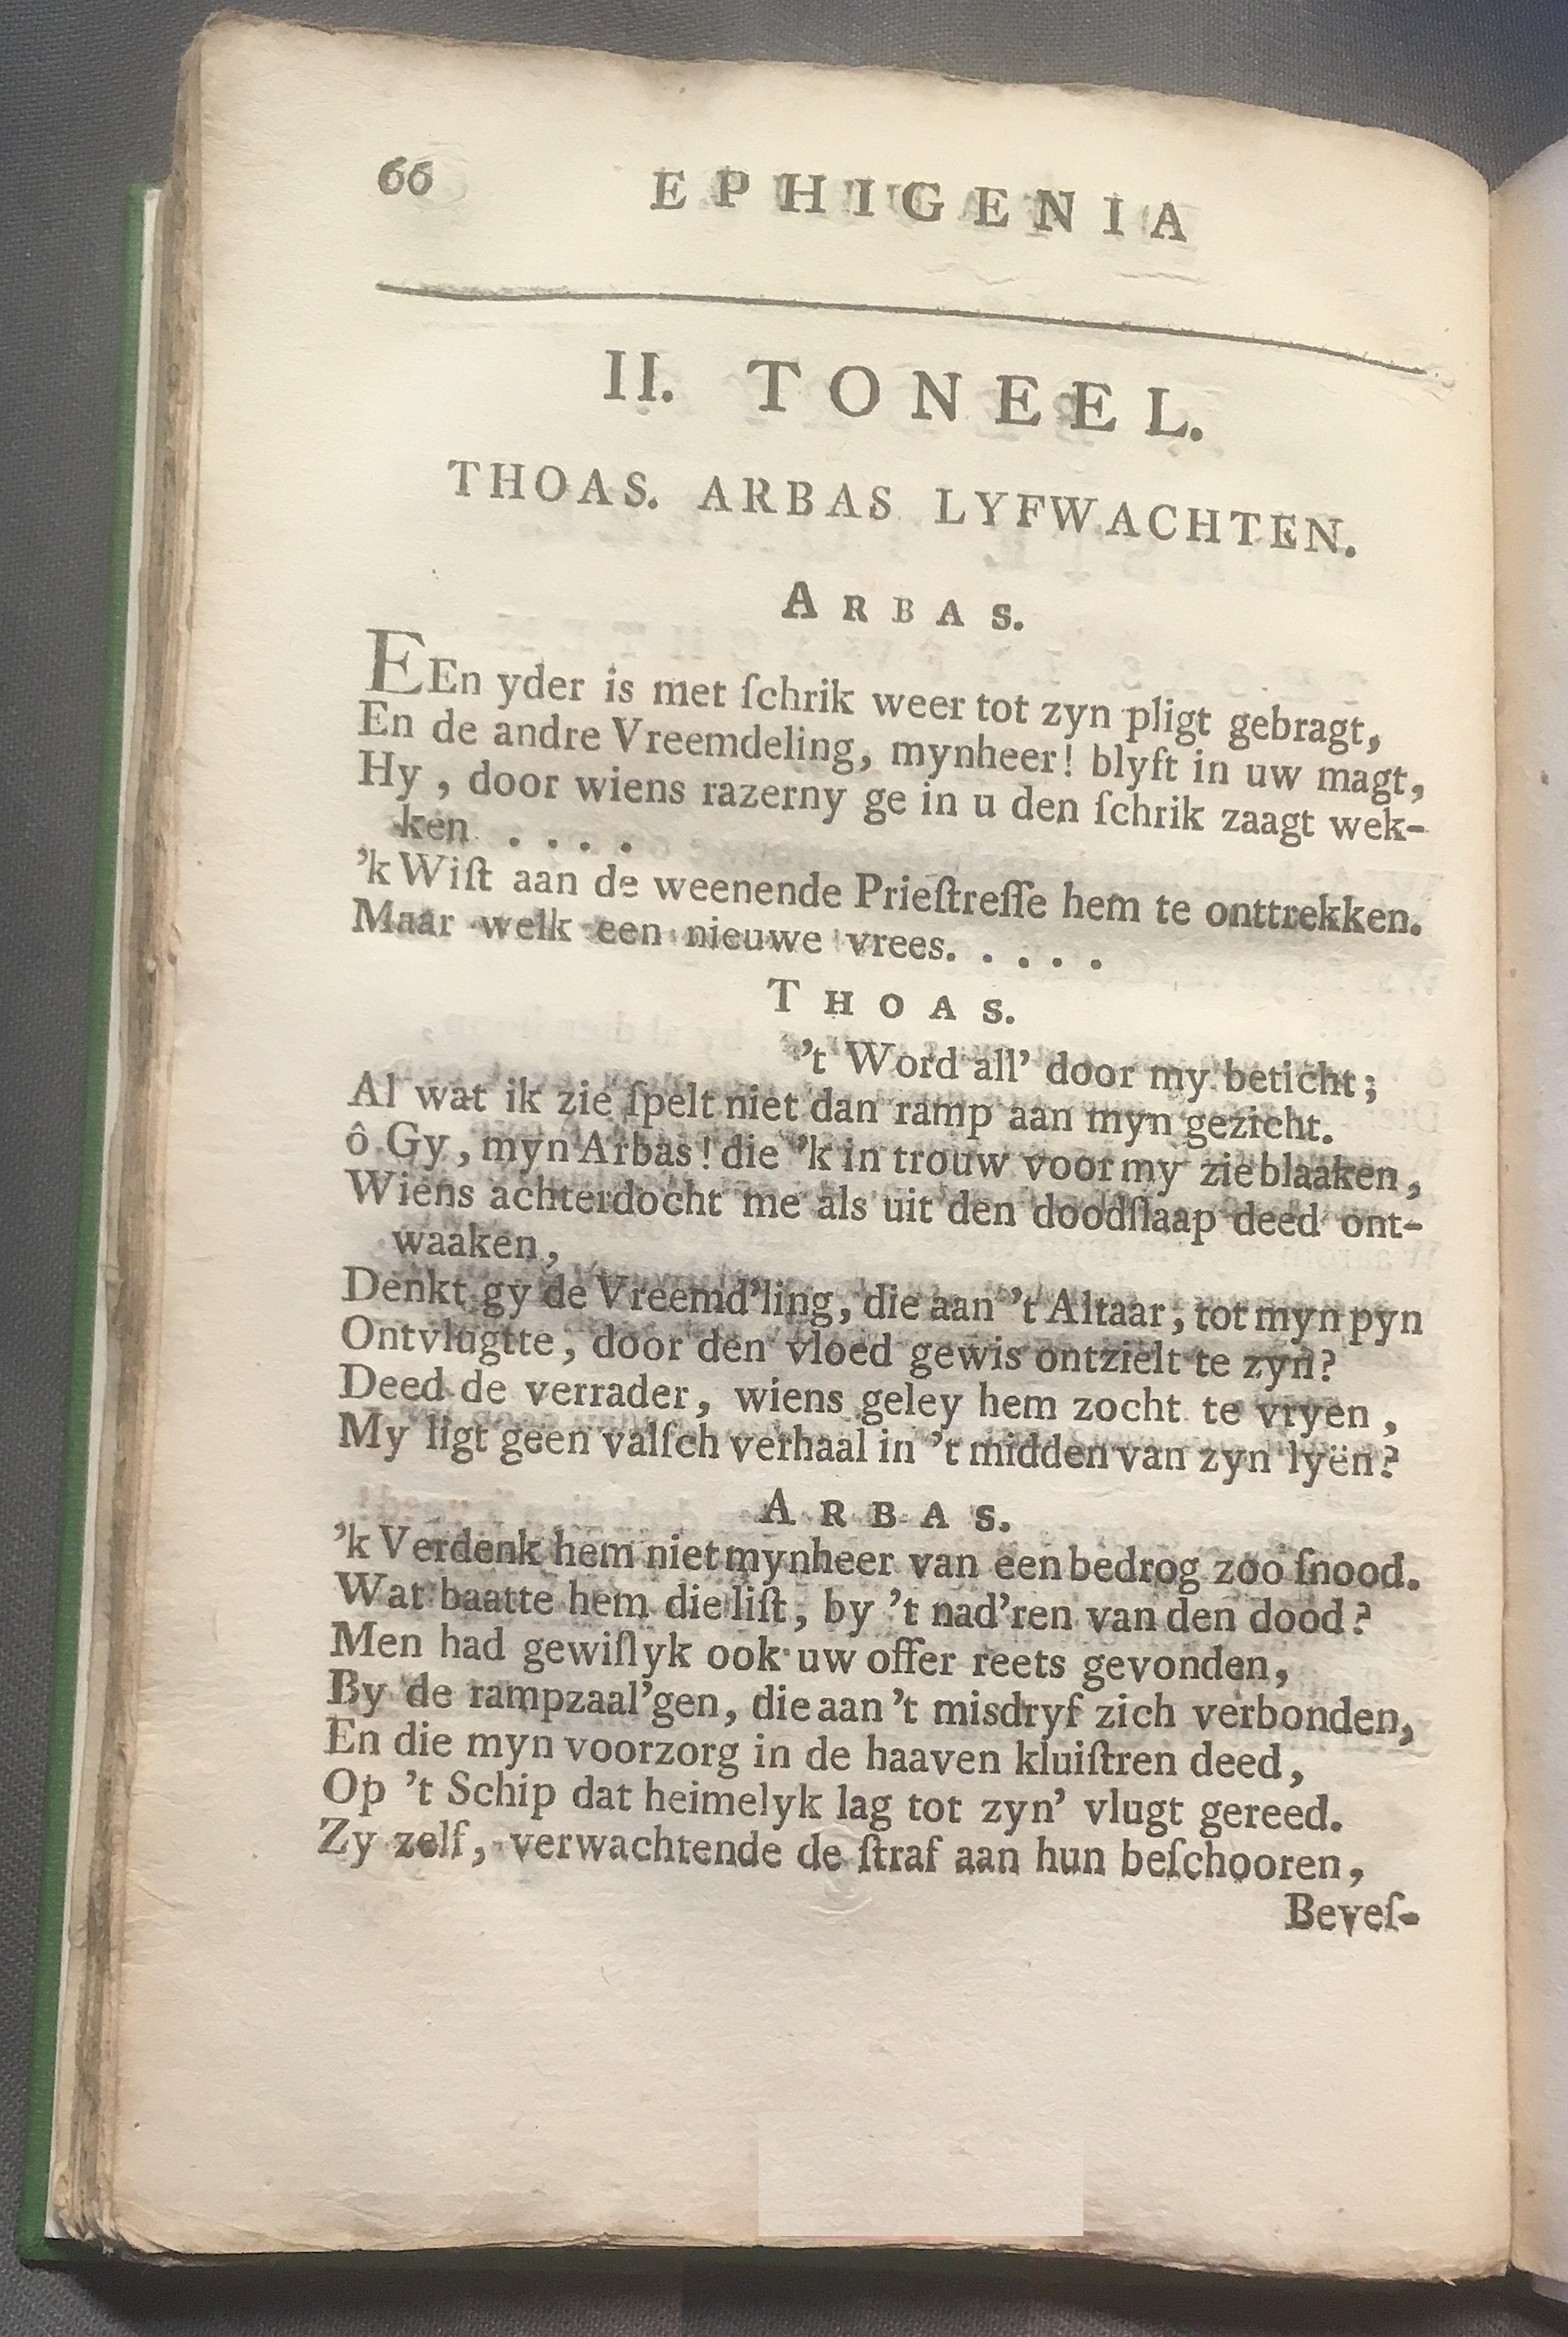 66 EPHIGENIA
II. TONEEL.
THOAS. ARBAS LYFWACHTEN.
ARBAS.
EEn yder is met ſchrik weer tot zyn pligt gebragt,
En de andre Vreemdeling, mynheer! blyft in uw magt,
Hy, door wiens razerny ge in u den ſchrik zaagt wek-
ken . . . .
'k Wiſt aan de weenende Prieſtreſſe hem te onttrekken.
Maar welk een nieuwe vrees. . . . .
THOAS.
't Word all' door my beticht;
Al wat ik zie ſpelt niet dan ramp aan myn gezicht.
ô Gy, myn Arbas! die 'k in trouw voor my zie blaaken,
Wiens achterdocht me als uit den doodſlaap deed ont-
waaken,
Denkt gy de Vreemd'ling, die aan 't Altaar, tot myn pyn
Ontvlugtte, door den vloed gewis ontzielt te zyn?
Deed de verrader, wiens geley hem zocht te vryen,
My ligt geen valſch verhaal in 't midden van zyn lyën?
ARBAS.
'k Verdenk hem niet mynheer van een bedrog zoo ſnood.
Wat baatte hem die liſt, by 't nad'ren van den dood?
Men had gewiſlyk ook uw offer reets gevonden,
By de rampzaal'gen, die aan 't misdryf zich verbonden,
En die myn voorzorg in de haaven kluiſtren deed,
Op 't Schip dat heimelyk lag tot zyn' vlugt gereed.
Zy zelf, verwachtende de ſtraf aan hun beſchooren,
Beveſ-